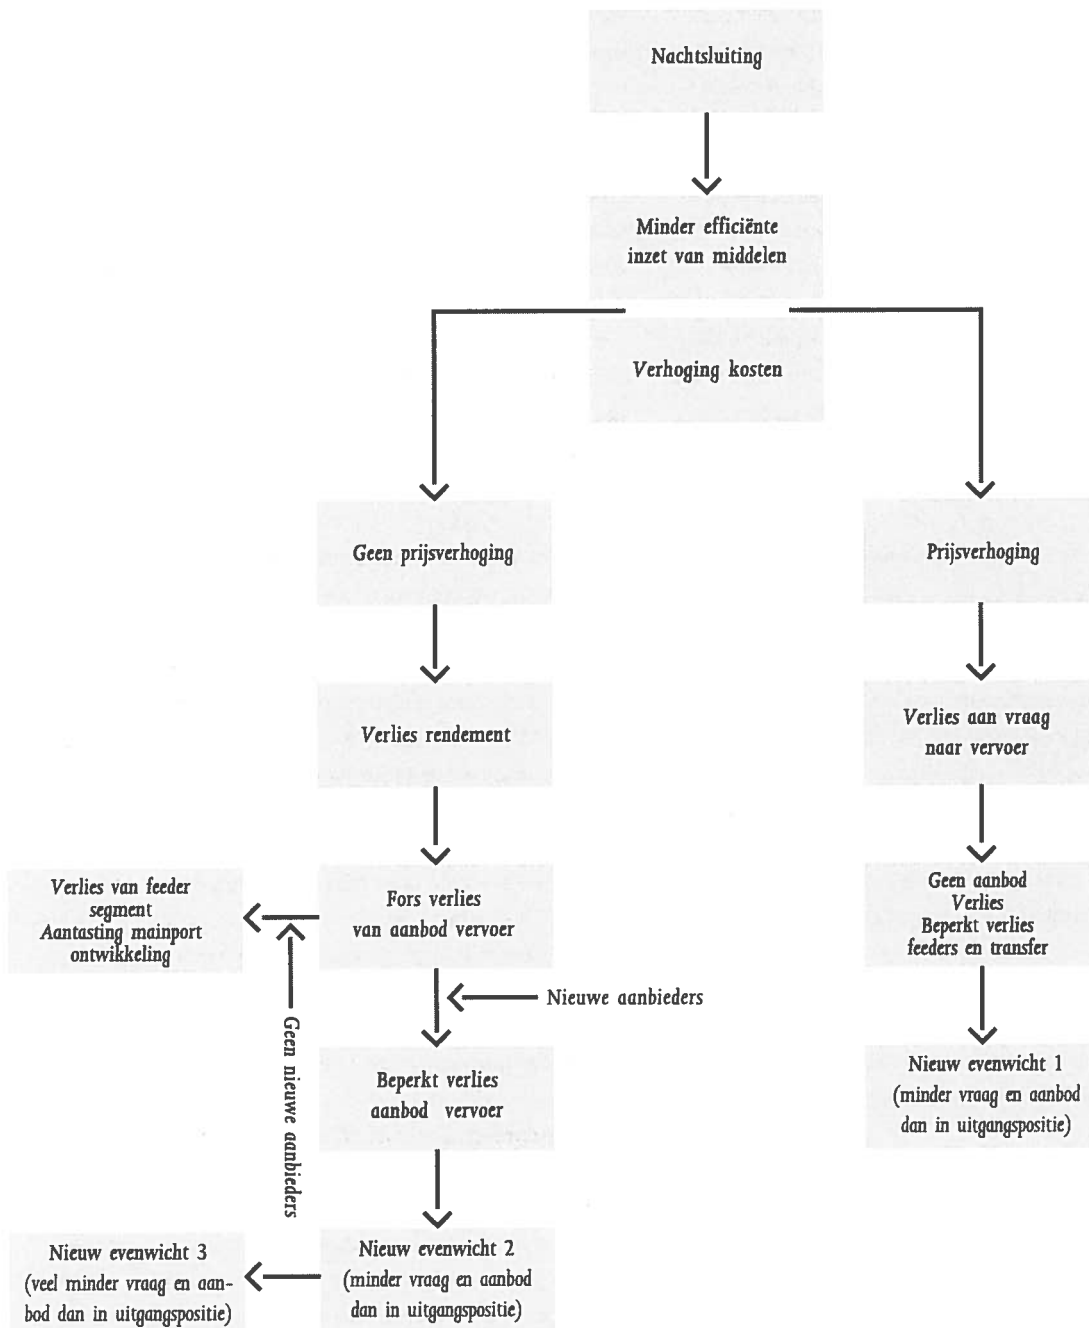 Nachtsluiting
Minder efficiënte
inzet van middelen
Verhoging kosten
Geen prijsverhoging
Prijsverhoging
Verlies rendement
Verlies aan vraag
naar vervoer
Verlies van feeder
segment
Aantasting mainport
ontwikkeling
Fors verlies
van aanbod vervoer
Geen aanbod
Verlies
Beperkt verlies
feeders en transfer
Nieuwe aanbieders
Geen nieuwe aanbieders
Beperkt verlies
aanbod vervoer
Nieuw evenwicht 1
(minder vraag en aanbod
dan in uitgangspositie)
Nieuw evenwicht 3
(veel minder vraag en aan-
bod dan in uitgangspositie)
Nieuw evenwicht 2
(minder vraag en aanbod
dan in uitgangspositie)